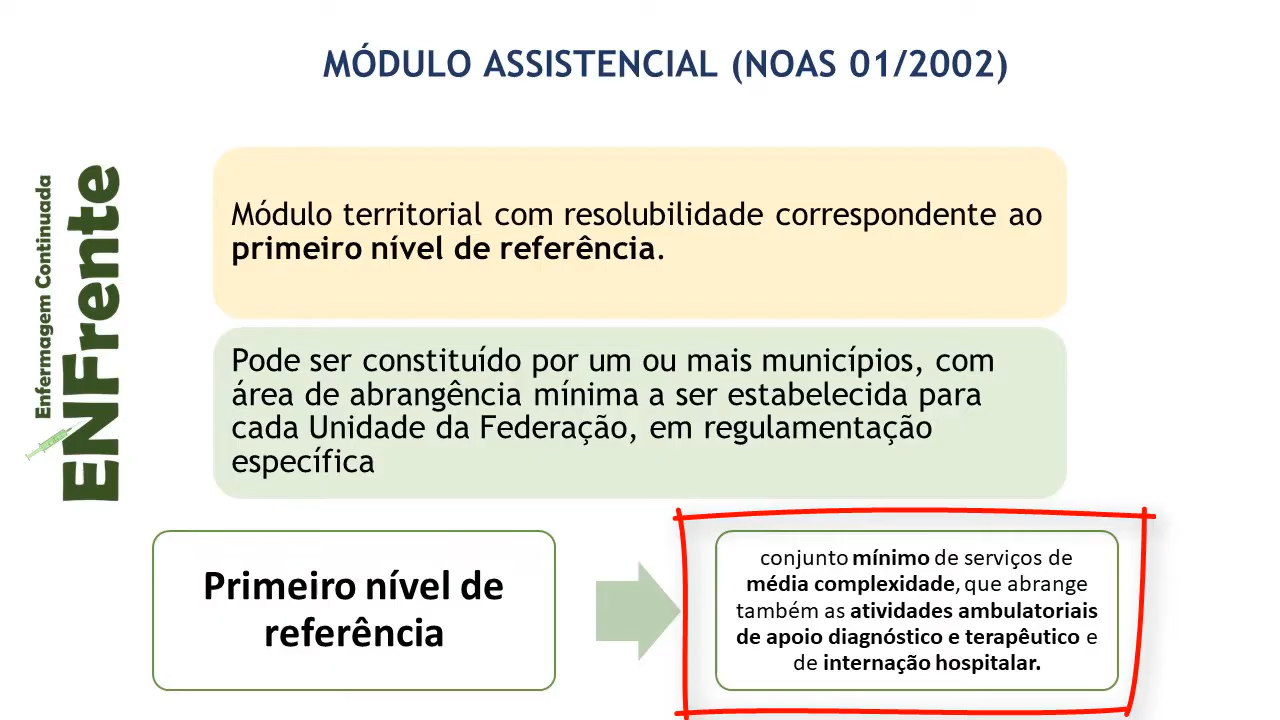 MÓDULO ASSISTENCIAL (NOAS 01/2002)
Enfermagem Continuada
ENFrente
Módulo territorial com resolubilidade correspondente ao
primeiro nível de referência.
Pode ser constituído por um ou mais municípios, com
área de abrangência mínima a ser estabelecida para
cada Unidade da Federação, em regulamentação
específica
Primeiro nível de
referência
conjunto mínimo de serviços de
média complexidade, que abrange
também as atividades ambulatoriais
de apoio diagnóstico e terapêutico e
de internação hospitalar.